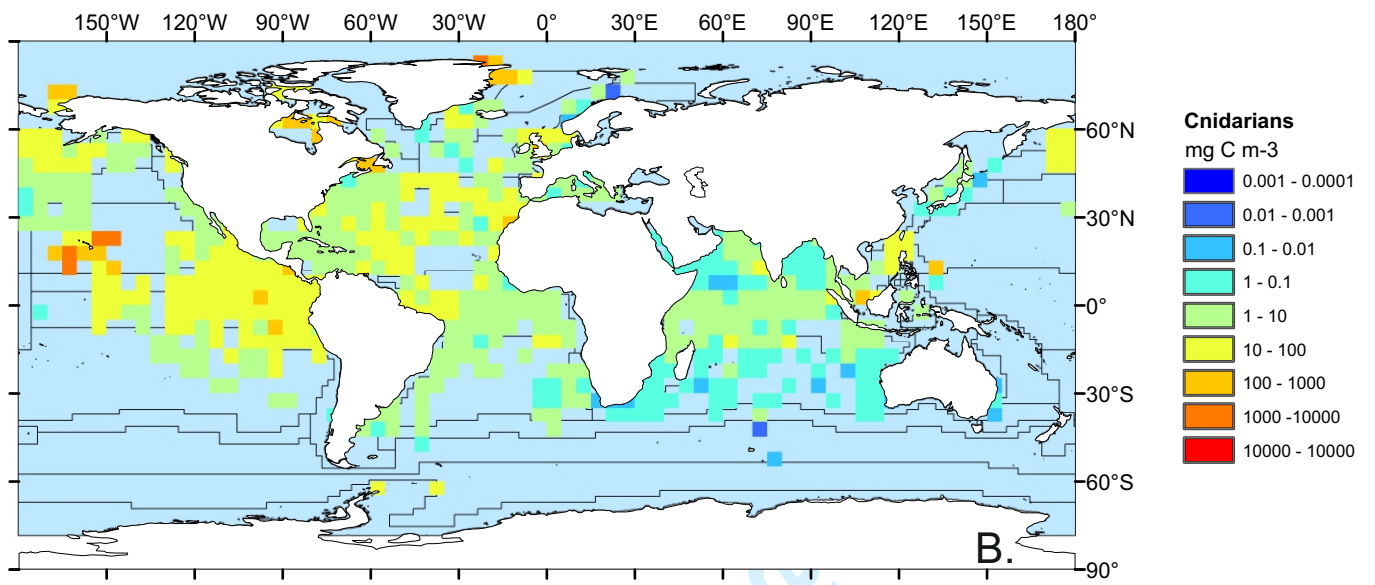 150°W 120°W 90°W 60°W 30°W 0° 30°E 60°E 90°E 120°E 150°E 180°
60°N
30°N
0°
30°S
60°S
90°
B.
Cnidarians
mg C m-3
0.001 - 0.0001
0.01 - 0.001
0.1 - 0.01
1 - 0.1
1 - 10
10 - 100
100 - 1000
1000 -10000
10000 - 10000